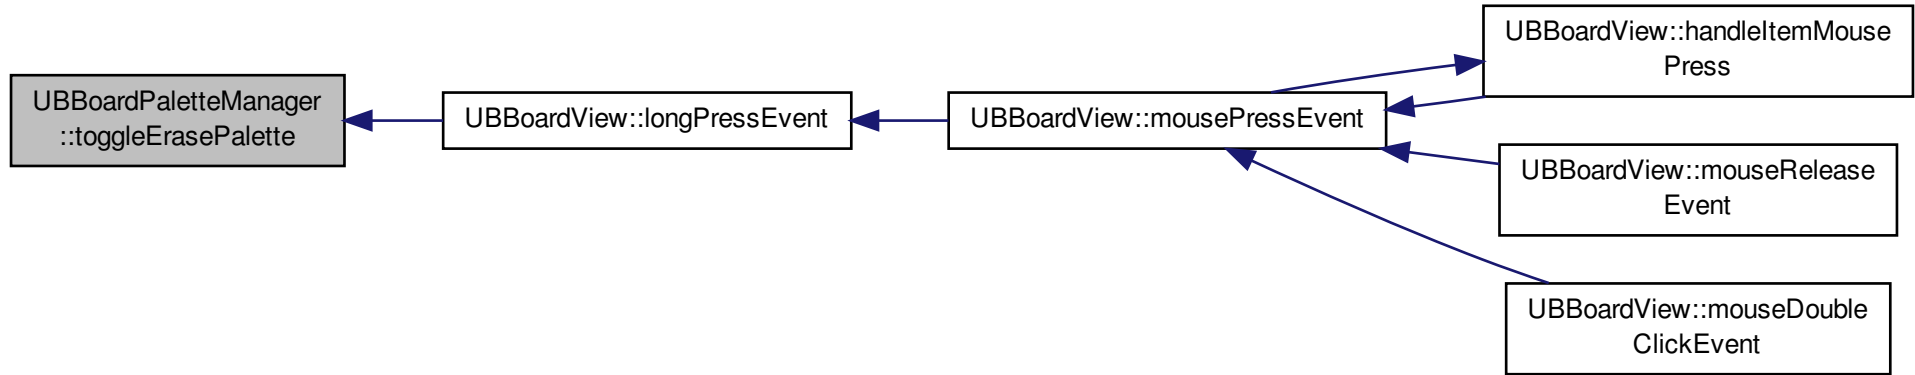 UBBoardPaletteManager
::toggleErasePalette
UBBoardView::longPressEvent
UBBoardView::mousePressEvent
UBBoardView::handleItemMouse
Press
UBBoardView::mouseRelease
Event
UBBoardView::mouseDouble
ClickEvent